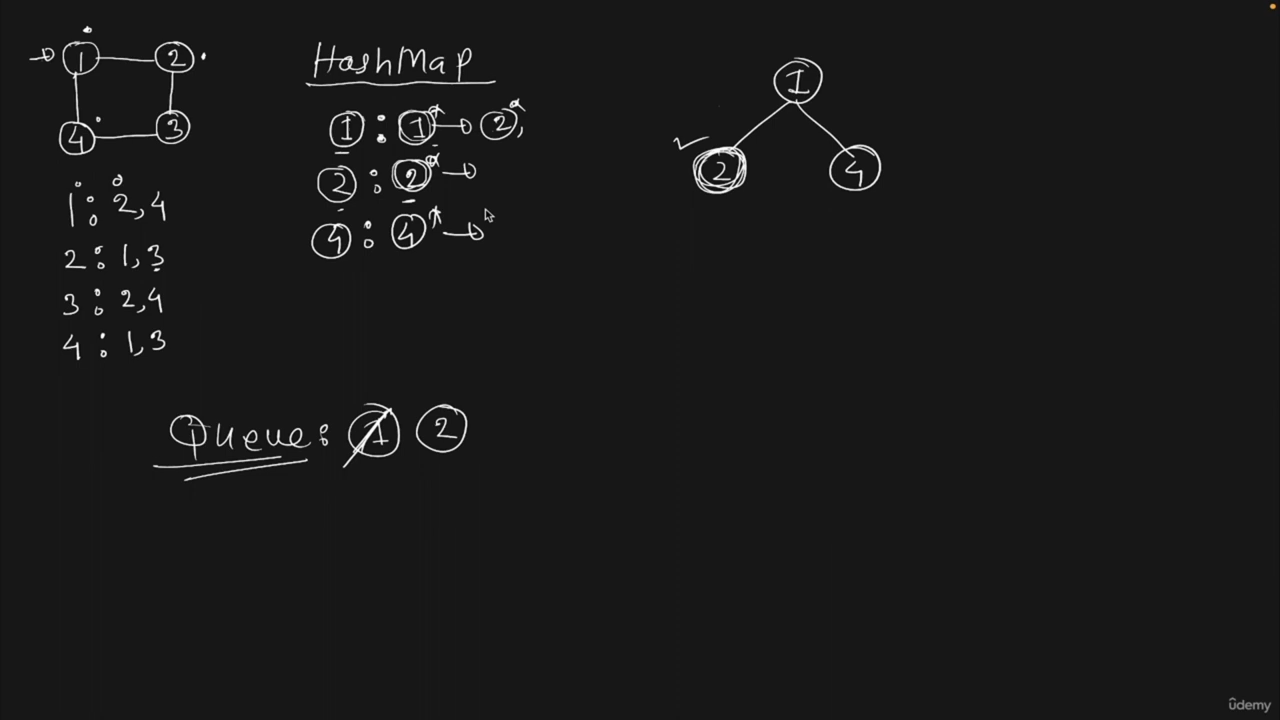 1 2
4 3
1 : 2, 4
2 : 1, 3
3 : 2, 4
4 : 1, 3
HashMap
1 : 1* → 2*,
2 : 2* →
4 : 4* →
1
2 4
Queue: 1 2
ûdemy